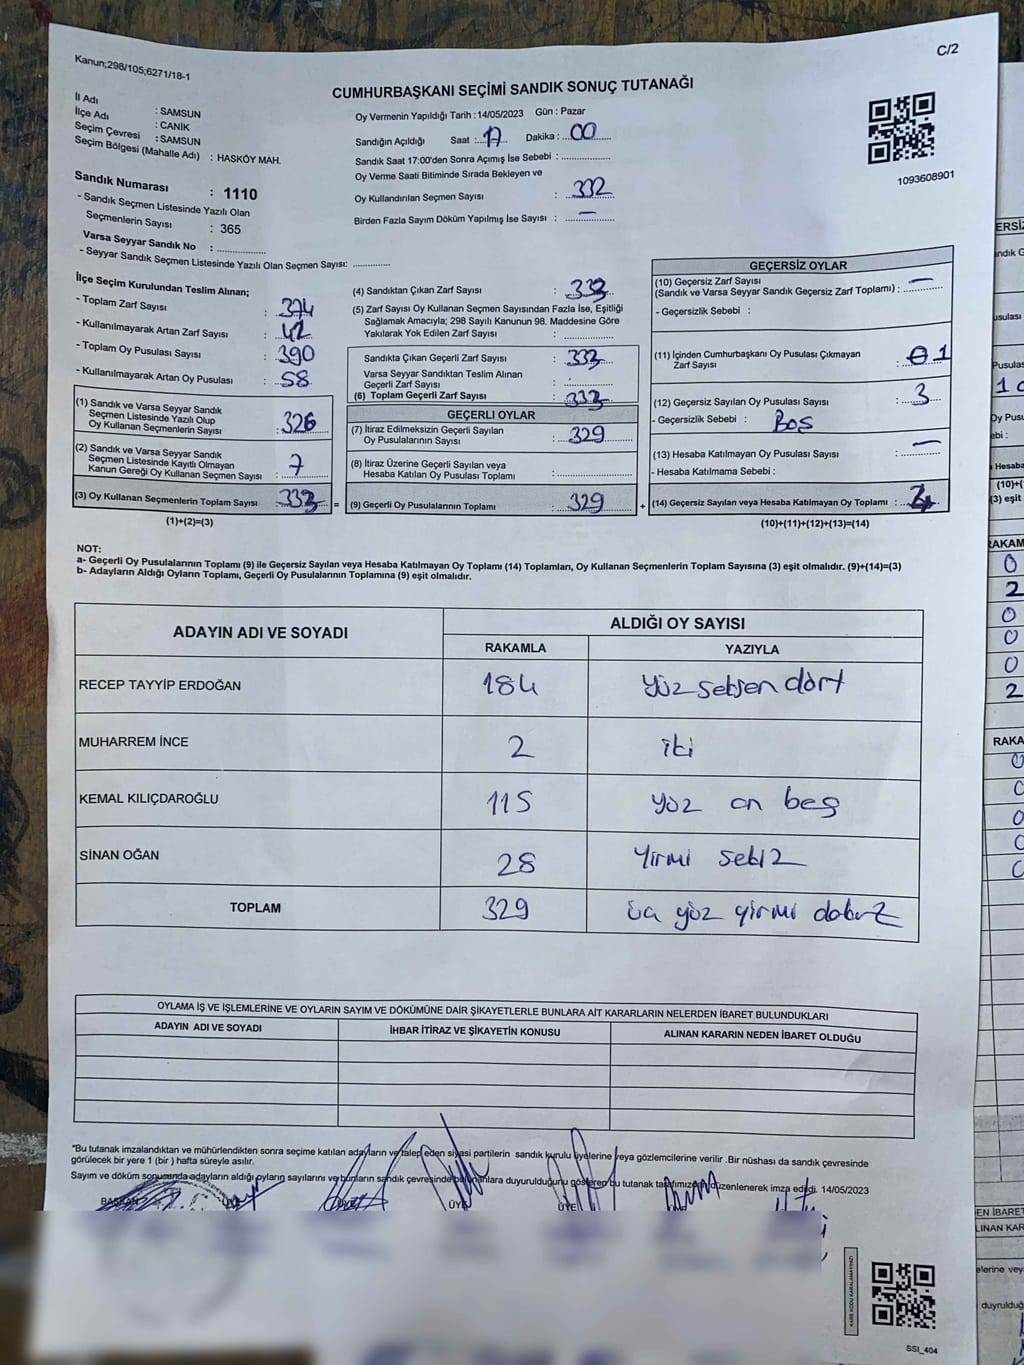 C/2
Kanun;298/105;6271/18-1
CUMHURBAŞKANI SEÇİMİ SANDIK SONUÇ TUTANAĞI
İl Adı : SAMSUN
İlçe Adı : CANİK
Seçim Çevresi : SAMSUN
Seçim Bölgesi (Mahalle Adı) : HASKÖY MAH.
Sandık Numarası : 1110
- Sandık Seçmen Listesinde Yazılı Olan
Seçmenlerin Sayısı : 365
Varsa Seyyar Sandık No : ...............
- Seyyar Sandık Seçmen Listesinde Yazılı Olan Seçmen Sayısı: ............
Oy Vermenin Yapıldığı Tarih : 14/05/2023 Gün : Pazar
Sandığın Açıldığı Saat : 17 Dakika : 00
Sandık Saat 17:00'den Sonra Açımış İse Sebebi : ...............
Oy Verme Saati Bitiminde Sırada Bekleyen ve
Oy Kullandırılan Seçmen Sayısı : 332
Birden Fazla Sayım Döküm Yapılmış İse Sayısı : —
1093608901
İlçe Seçim Kurulundan Teslim Alınan;
- Toplam Zarf Sayısı : 374
- Kullanılmayarak Artan Zarf Sayısı : 42
- Toplam Oy Pusulası Sayısı : 390
- Kullanılmayarak Artan Oy Pusulası : 58
(1) Sandık ve Varsa Seyyar Sandık
Seçmen Listesinde Yazılı Olup
Oy Kullanan Seçmenlerin Sayısı : 326
(2) Sandık ve Varsa Seyyar Sandık
Seçmen Listesinde Kayıtlı Olmayan
Kanun Gereği Oy Kullanan Seçmen Sayısı : 7
(3) Oy Kullanan Seçmenlerin Toplam Sayısı : 333 =
(1)+(2)=(3)
(4) Sandıktan Çıkan Zarf Sayısı : 333
(5) Zarf Sayısı Oy Kullanan Seçmen Sayısından Fazla İse, Eşitliği
Sağlamak Amacıyla; 298 Sayılı Kanunun 98. Maddesine Göre
Yakılarak Yok Edilen Zarf Sayısı : ...............
Sandıkta Çıkan Geçerli Zarf Sayısı : 333
Varsa Seyyar Sandıktan Teslim Alınan
Geçerli Zarf Sayısı : ...............
(6) Toplam Geçerli Zarf Sayısı : 333
GEÇERLİ OYLAR
(7) İtiraz Edilmeksizin Geçerli Sayılan
Oy Pusulalarının Sayısı : 329
(8) İtiraz Üzerine Geçerli Sayılan veya
Hesaba Katılan Oy Pusulası Toplamı : ...............
(9) Geçerli Oy Pusulalarının Toplamı : 329 +
GEÇERSİZ OYLAR
(10) Geçersiz Zarf Sayısı
(Sandık ve Varsa Seyyar Sandık Geçersiz Zarf Toplamı) : —
- Geçersizlik Sebebi :
(11) İçinden Cumhurbaşkanı Oy Pusulası Çıkmayan
Zarf Sayısı : 1
(12) Geçersiz Sayılan Oy Pusulası Sayısı : 3
- Geçersizlik Sebebi : Boş
(13) Hesaba Katılmayan Oy Pusulası Sayısı : —
- Hesaba Katılmama Sebebi :
(14) Geçersiz Sayılan veya Hesaba Katılmayan Oy Toplamı : 4
(10)+(11)+(12)+(13)=(14)
NOT:
a- Geçerli Oy Pusulalarının Toplamı (9) ile Geçersiz Sayılan veya Hesaba Katılmayan Oy Toplamı (14) Toplamları, Oy Kullanan Seçmenlerin Toplam Sayısına (3) eşit olmalıdır. (9)+(14)=(3)
b- Adayların Aldığı Oyların Toplamı, Geçerli Oy Pusulalarının Toplamına (9) eşit olmalıdır.
ADAYIN ADI VE SOYADI ALDIĞI OY SAYISI
RAKAMLA YAZIYLA
RECEP TAYYİP ERDOĞAN 184 yüz seksen dört
MUHARREM İNCE 2 iki
KEMAL KILIÇDAROĞLU 115 yüz on beş
SİNAN OĞAN 28 yirmi sekiz
TOPLAM 329 üç yüz yirmi dokuz
OYLAMA İŞ VE İŞLEMLERİNE VE OYLARIN SAYIM VE DÖKÜMÜNE DAİR ŞİKAYETLERLE BUNLARA AİT KARARLARIN NELERDEN İBARET BULUNDUKLARI
ADAYIN ADI VE SOYADI İHBAR İTİRAZ VE ŞİKAYETİN KONUSU ALINAN KARARIN NEDEN İBARET OLDUĞU
"Bu tutanak imzalandıktan ve mühürlendikten sonra seçime katılan adayların ve talep eden siyasi partilerin sandık kurulu üyelerine veya gözlemcilerine verilir .Bir nüshası da sandık çevresinde
görülecek bir yere 1 (bir) hafta süreyle asılır.
Sayım ve döküm sonucunda adayların aldığı oyların sayılarını ve bunların sandık çevresinde duyurulduğunu gösterep bu tutanak tarafımızdan düzenlenerek imza edildi. 14/05/2023
BAŞKAN ÜYE ÜYE ÜYE ÜYE
KARE KODU KARALAMAYINIZ!
SSI_404